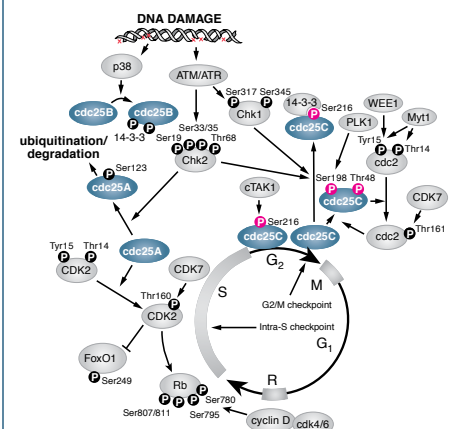 DNA DAMAGE
p38
ATM/ATR
Ser317
Ser345
P
P
Chk1
14-3-3
Ser216
P
cdc25C
WEE1
Myt1
PLK1
cdc25B
cdc25B
P
P
14-3-3
Ser33/35
Ser19
Thr68
P
P
P
P
Chk2
Tyr15
Thr14
P
P
cdc2
ubiquitination/
degradation
Ser123
P
cdc25A
Ser198
Thr48
P
P
cdc25C
cTAK1
CDK7
P
Ser216
cdc25C
cdc25C
cdc2
P
Thr161
Tyr15
Thr14
P
P
CDK2
cdc25A
CDK7
G2
M
S
G2/M checkpoint
Thr160
P
CDK2
Intra-S checkpoint
G1
FoxO1
P
Ser249
Rb
P
P
P
P
Ser780
Ser807/811
Ser795
R
cyclin D
cdk4/6